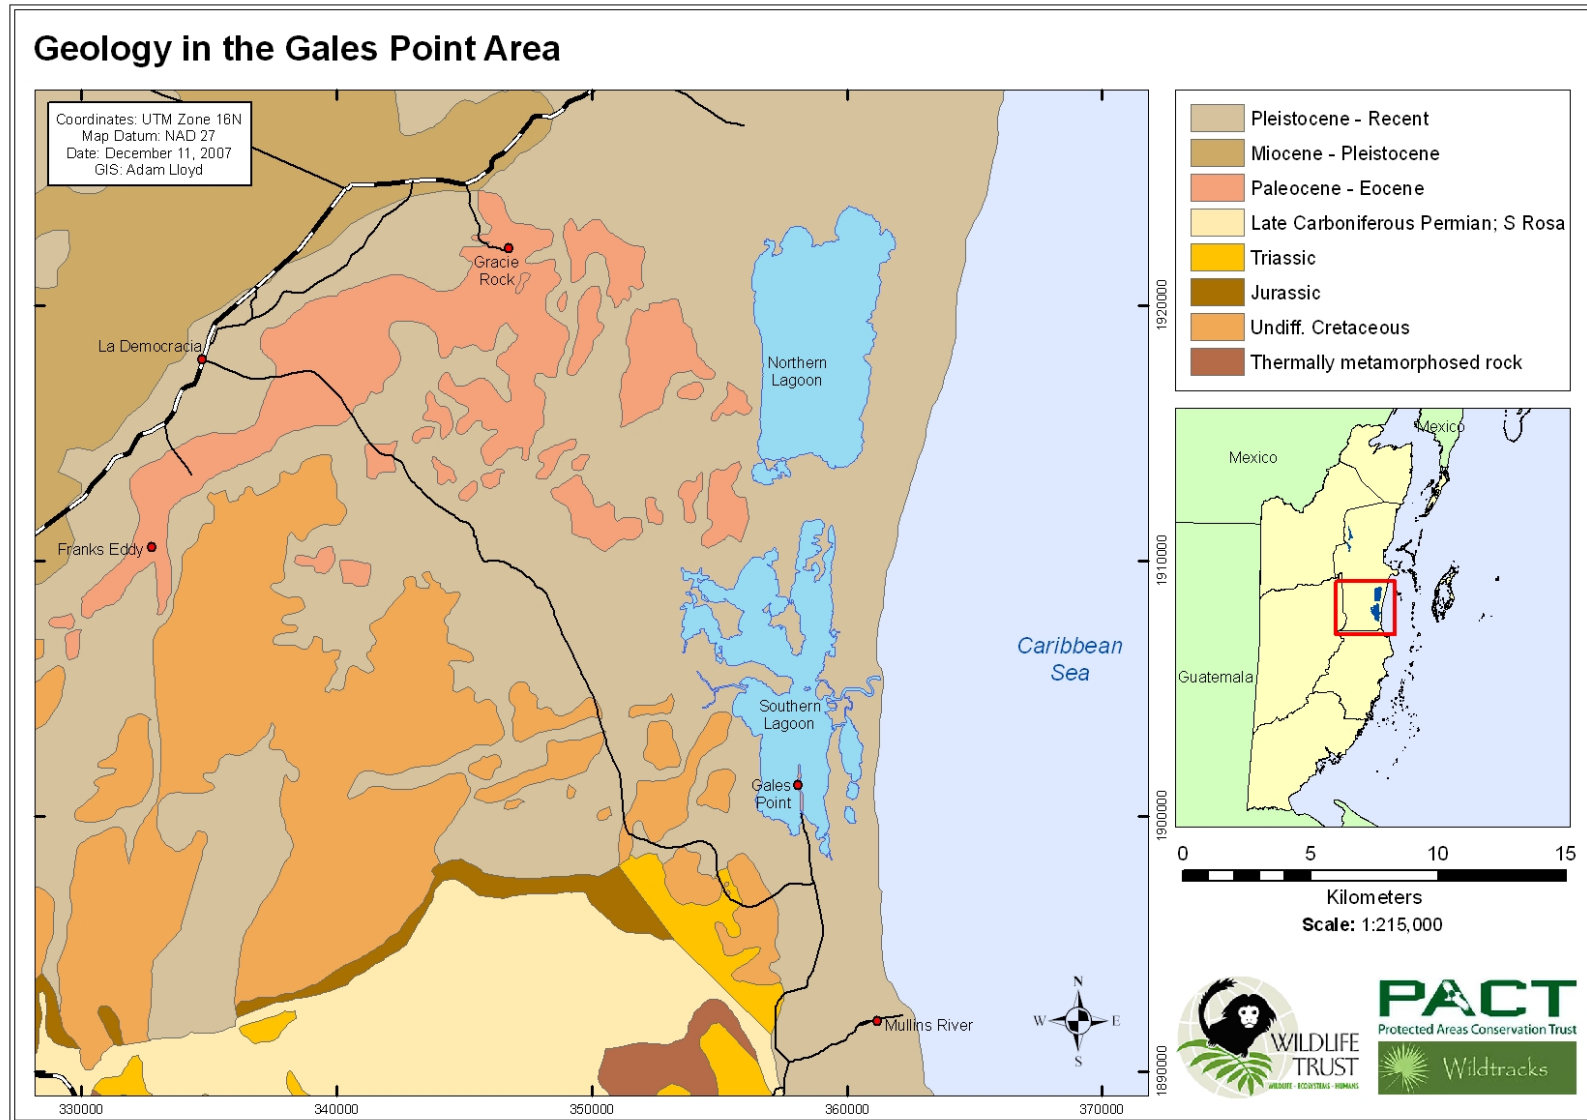 Geology in the Gales Point Area
Coordinates: UTM Zone 16N
Map Datum: NAD 27
Date: December 11, 2007
GIS: Adam Lloyd
Gracie
Rock
La Democracia
Northern
Lagoon
Franks Eddy
Caribbean
Sea
Southern
Lagoon
Gales
Point
Mullins River
N
W
E
S
330000
340000
350000
360000
370000
1920000
1910000
1900000
1890000
Pleistocene - Recent
Miocene - Pleistocene
Paleocene - Eocene
Late Carboniferous Permian; S Rosa
Triassic
Jurassic
Undiff. Cretaceous
Thermally metamorphosed rock
Mexico
Mexico
Guatemala
0 5 10 15
Kilometers
Scale: 1:215,000
WILDLIFE
TRUST
WILDLIFE · ECOSYSTEMS · HUMANS
PACT
Protected Areas Conservation Trust
Wildtracks